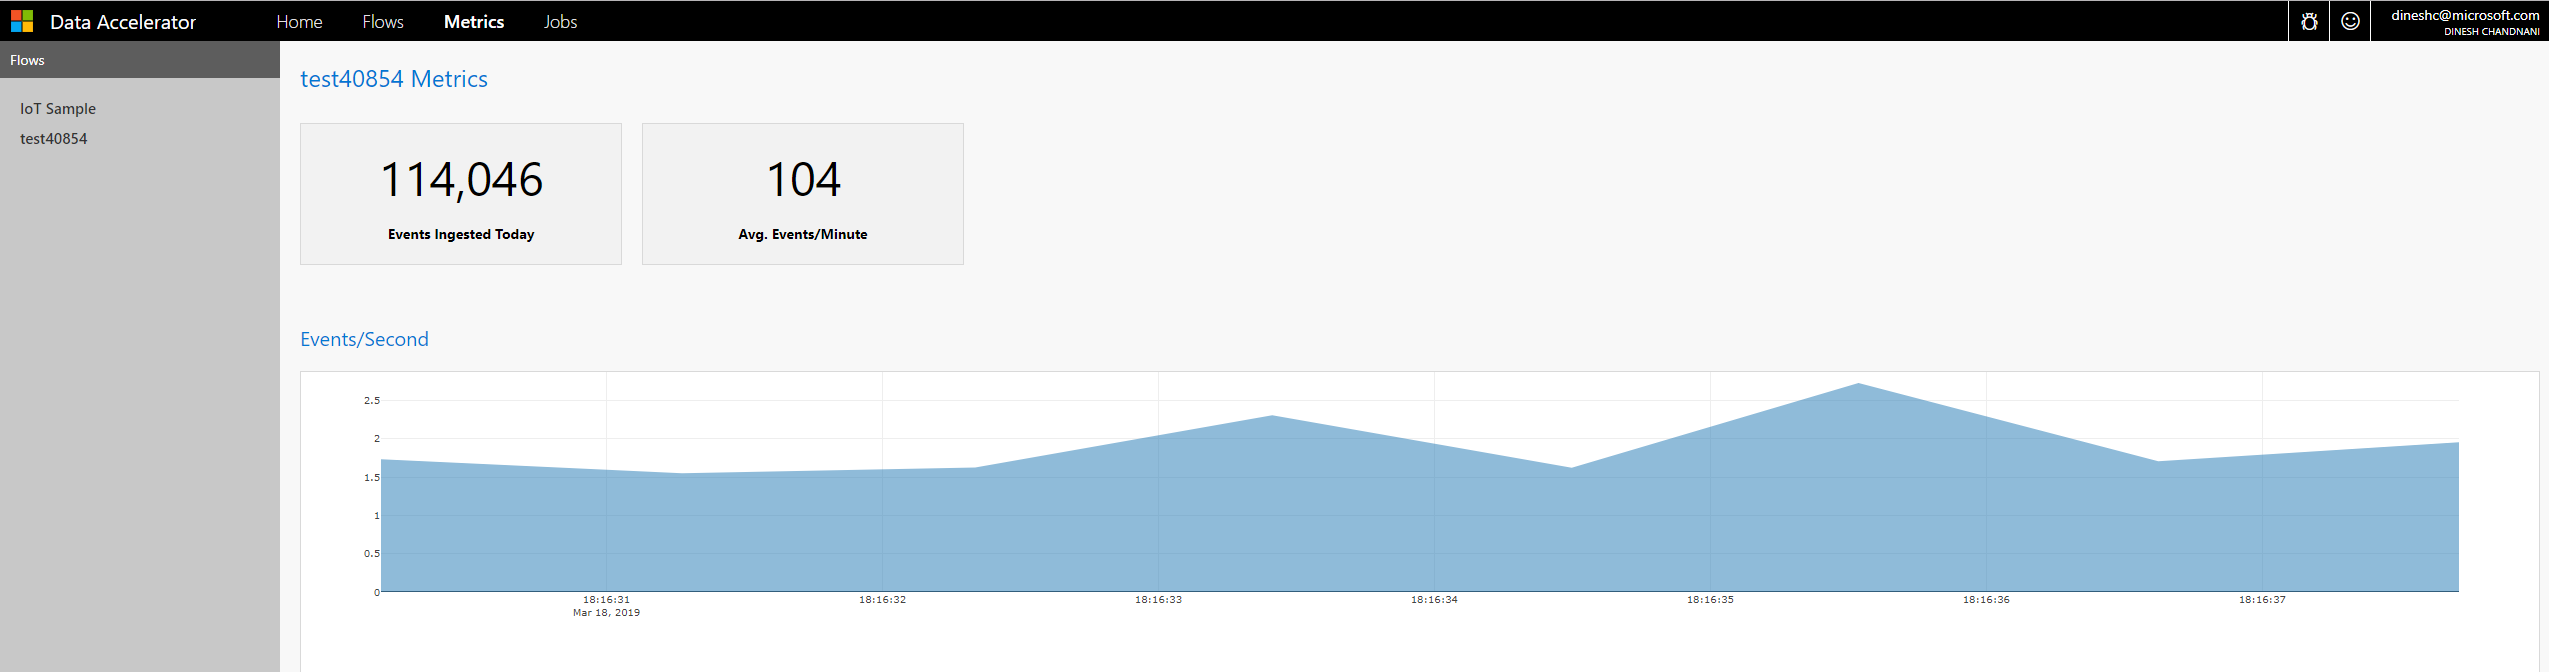 Data Accelerator Home Flows Metrics Jobs dineshc@microsoft.com
DINESH CHANDNANI
Flows
IoT Sample
test40854
test40854 Metrics
114,046
Events Ingested Today
104
Avg. Events/Minute
Events/Second
2.5
2
1.5
1
0.5
0
18:16:31 18:16:32 18:16:33 18:16:34 18:16:35 18:16:36 18:16:37
Mar 18, 2019